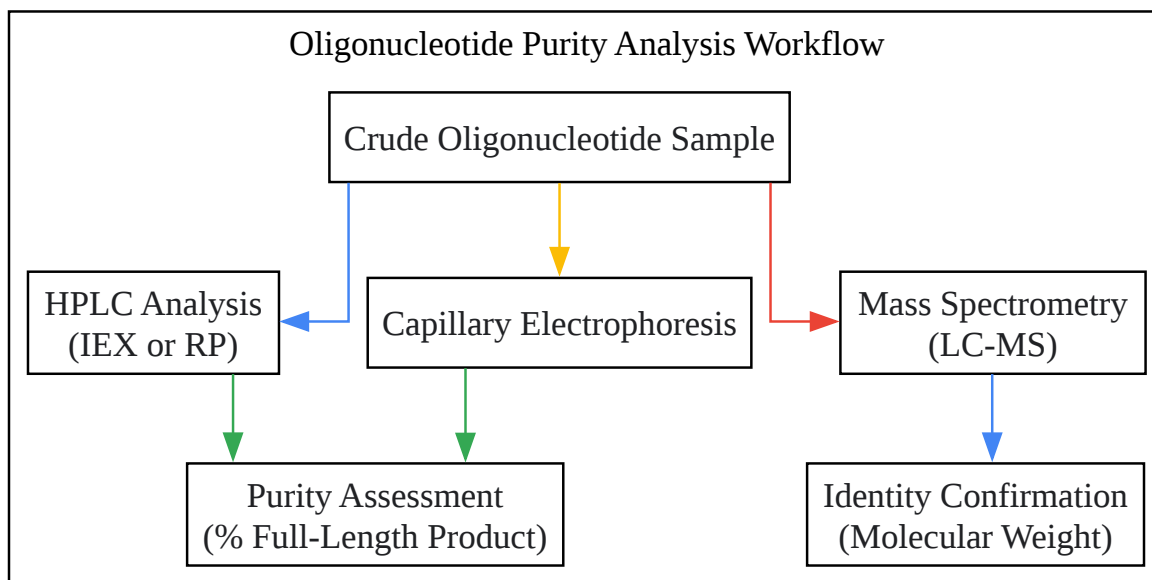 Oligonucleotide Purity Analysis Workflow
Crude Oligonucleotide Sample
HPLC Analysis
(IEX or RP)
Capillary Electrophoresis
Mass Spectrometry
(LC-MS)
Purity Assessment
(% Full-Length Product)
Identity Confirmation
(Molecular Weight)